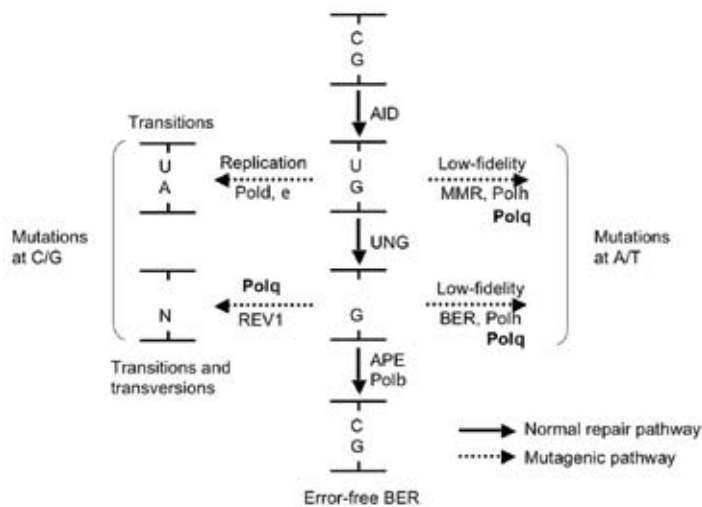 C
G
AID
Transitions
U
A
Replication
Pold, e
U
G
Low-fidelity
MMR, Polh
Polq
Mutations
at C/G
UNG
Mutations
at A/T
N
Polq
REV1
G
Low-fidelity
BER, Polh
Polq
Transitions and
transversions
APE
Polb
C
G
Normal repair pathway
Mutagenic pathway
Error-free BER